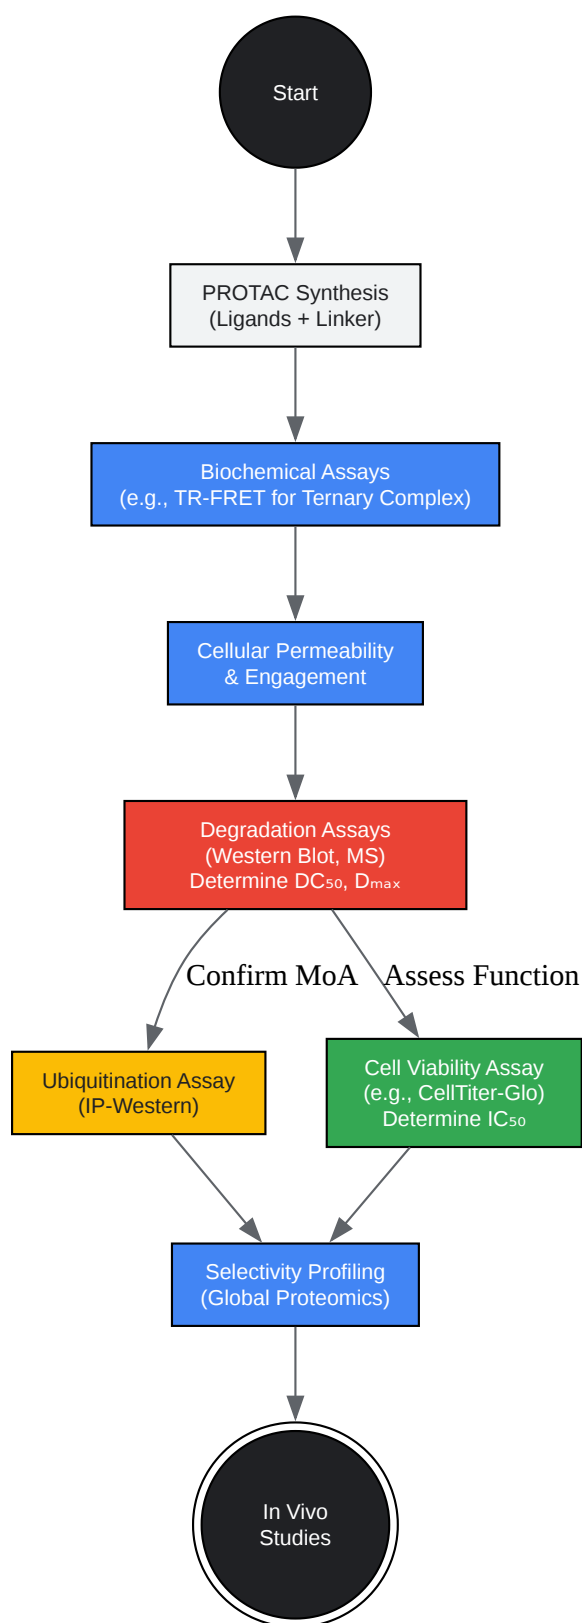 Start
PROTAC Synthesis
(Ligands + Linker)
Biochemical Assays
(e.g., TR-FRET for Ternary Complex)
Cellular Permeability
& Engagement
Degradation Assays
(Western Blot, MS)
Determine DC₅₀, Dₘₐₓ
Confirm MoA
Assess Function
Ubiquitination Assay
(IP-Western)
Cell Viability Assay
(e.g., CellTiter-Glo)
Determine IC₅₀
Selectivity Profiling
(Global Proteomics)
In Vivo
Studies